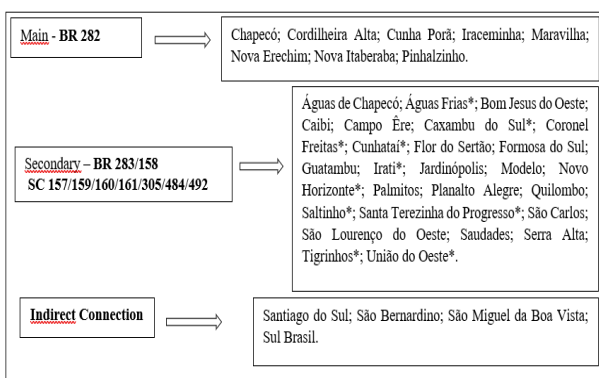 Main - BR 282
Chapecó; Cordilheira Alta; Cunha Porã; Iraceminha; Maravilha;
Nova Erechim; Nova Itaberaba; Pinhalzinho.
Secondary – BR 283/158
SC 157/159/160/161/305/484/492
Águas de Chapecó; Águas Frias*; Bom Jesus do Oeste;
Caibi; Campo Êre; Caxambu do Sul*; Coronel
Freitas*; Cunhataí*; Flor do Sertão; Formosa do Sul;
Guatambu; Irati*; Jardinópolis; Modelo; Novo
Horizonte*; Palmitos; Planalto Alegre; Quilombo;
Saltinho*; Santa Terezinha do Progresso*; São Carlos;
São Lourenço do Oeste; Saudades; Serra Alta;
Tigrinhos*; União do Oeste*.
Indirect Connection
Santiago do Sul; São Bernardino; São Miguel da Boa Vista;
Sul Brasil.